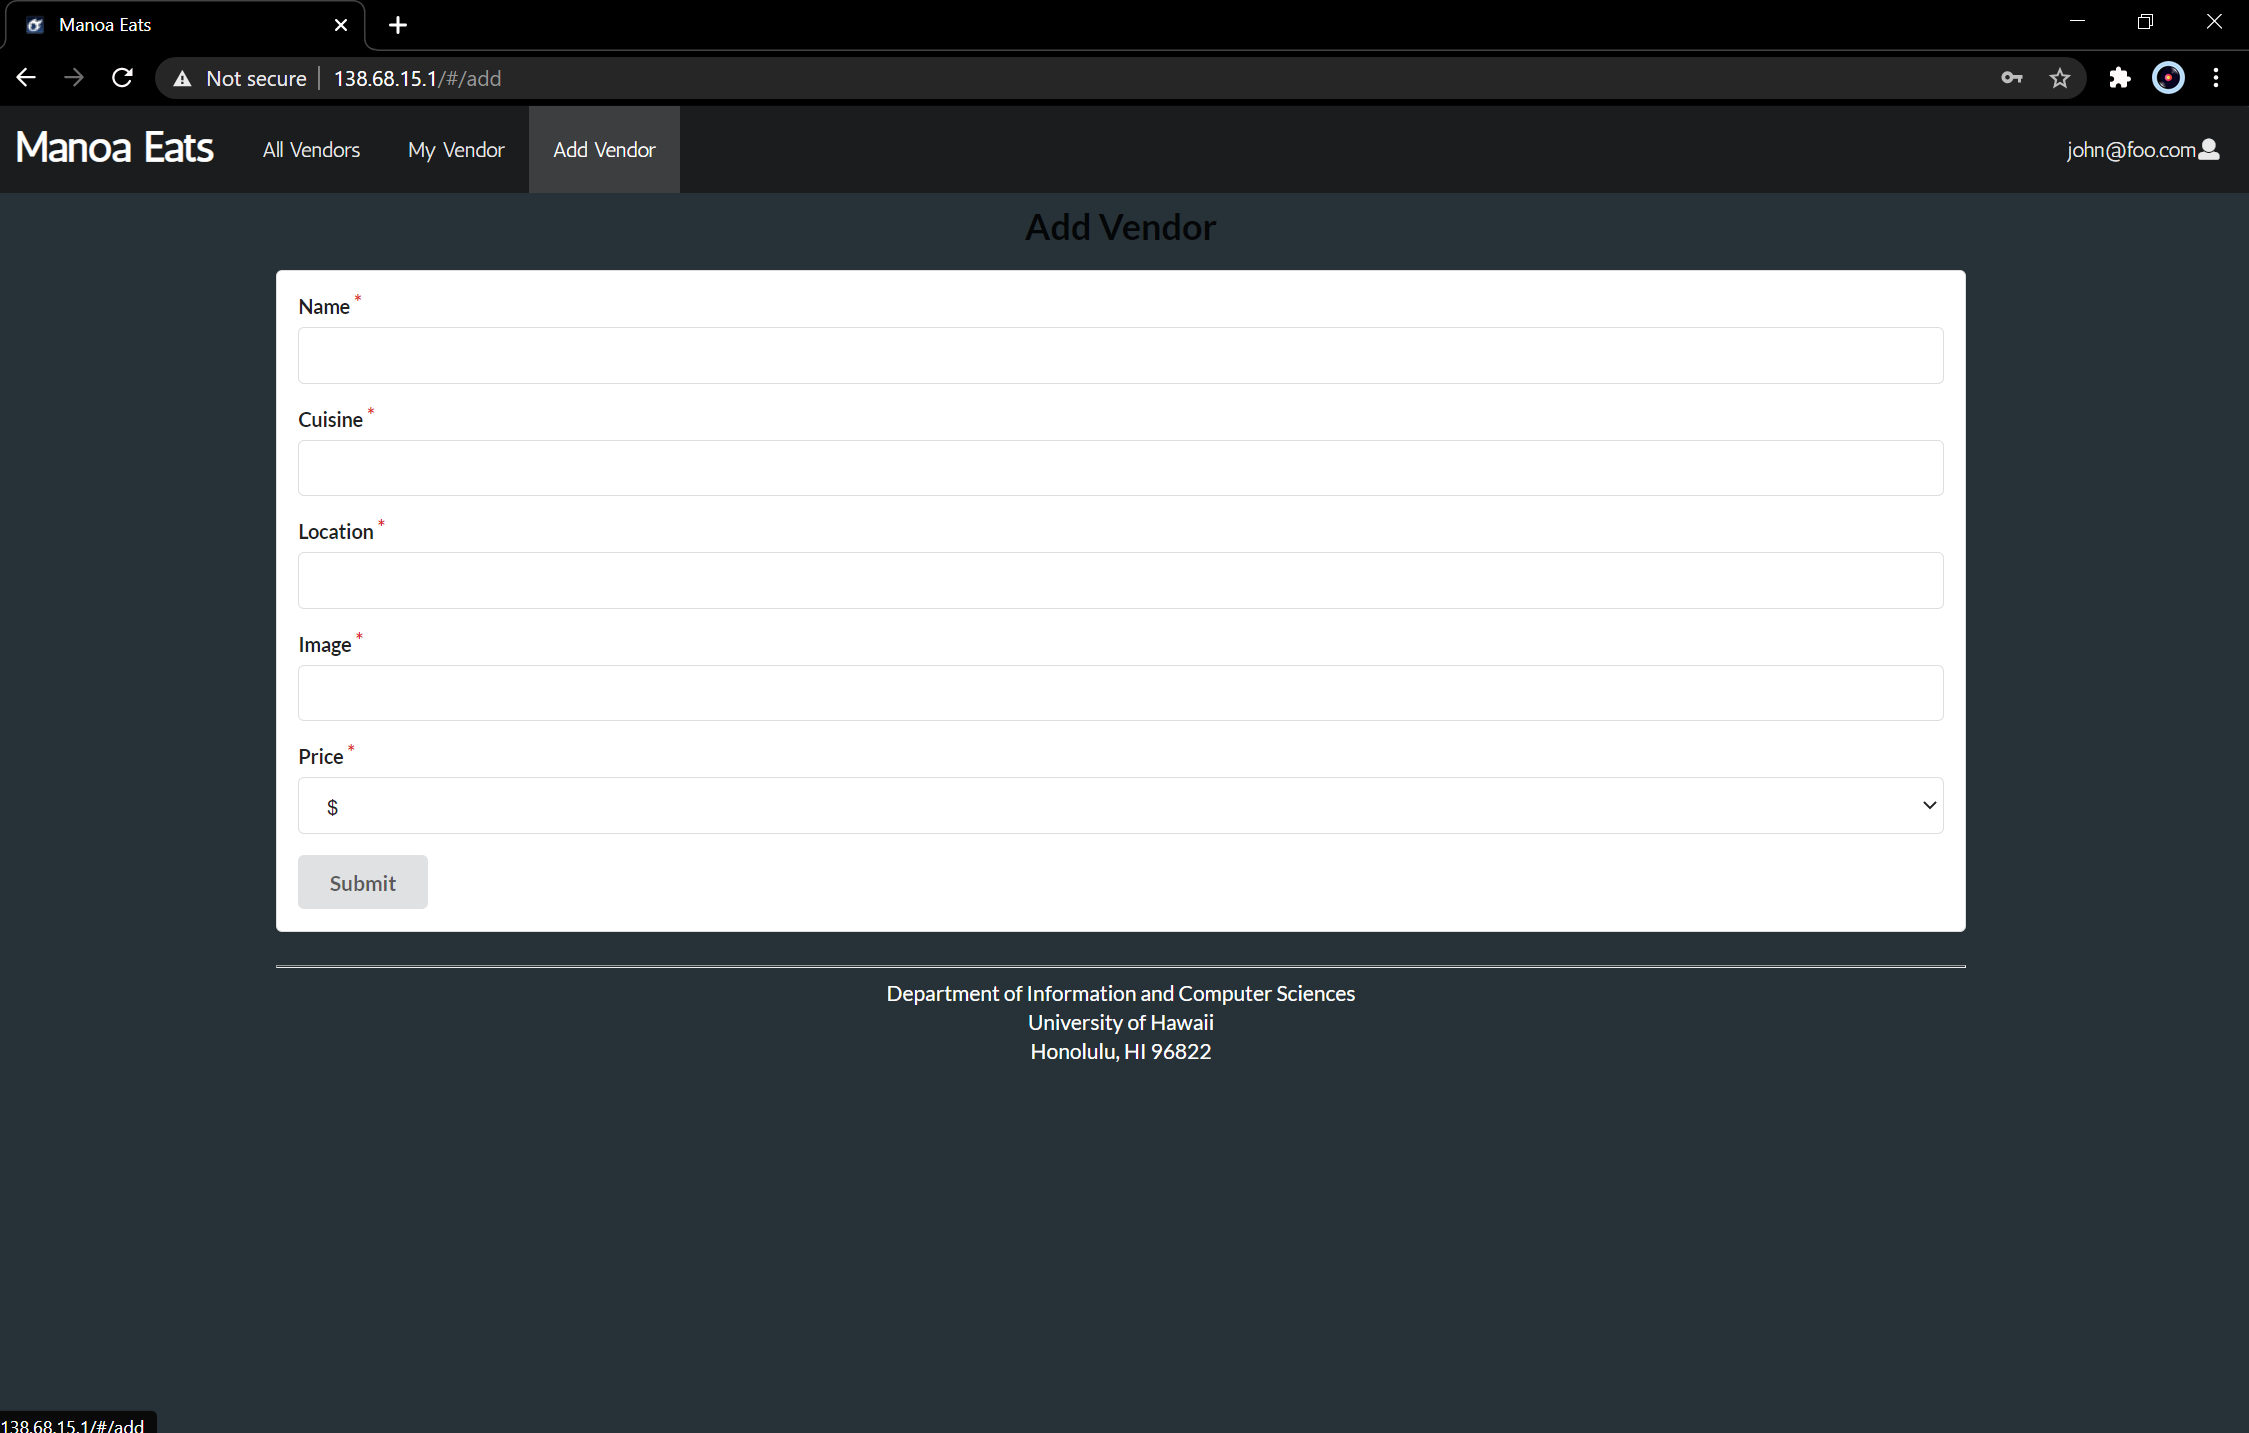 Manoa Eats
Not secure 138.68.15.1/#/add
Manoa Eats All Vendors My Vendor Add Vendor john@foo.com
Add Vendor
Name *
Cuisine *
Location *
Image *
Price *
$
Submit
Department of Information and Computer Sciences
University of Hawaii
Honolulu, HI 96822
138.68.15.1/#/add